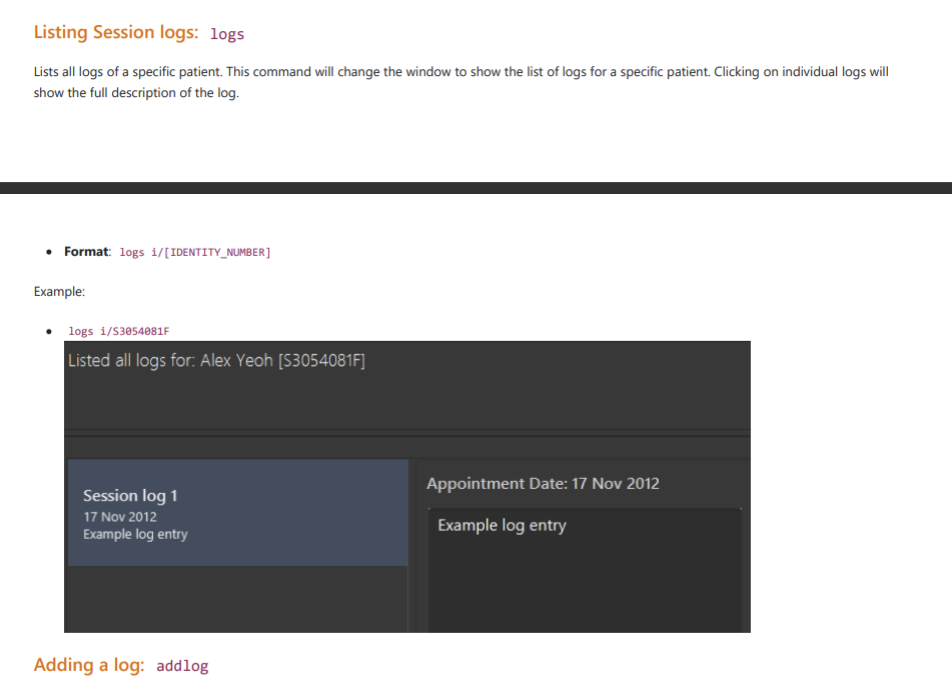 Listing Session logs: logs
Lists all logs of a specific patient. This command will change the window to show the list of logs for a specific patient. Clicking on individual logs will
show the full description of the log.
Format: logs i/[IDENTITY_NUMBER]
Example:
logs i/S3054081F
Listed all logs for: Alex Yeoh [S3054081F]
Session log 1
17 Nov 2012
Example log entry
Appointment Date: 17 Nov 2012
Example log entry
Adding a log: addlog